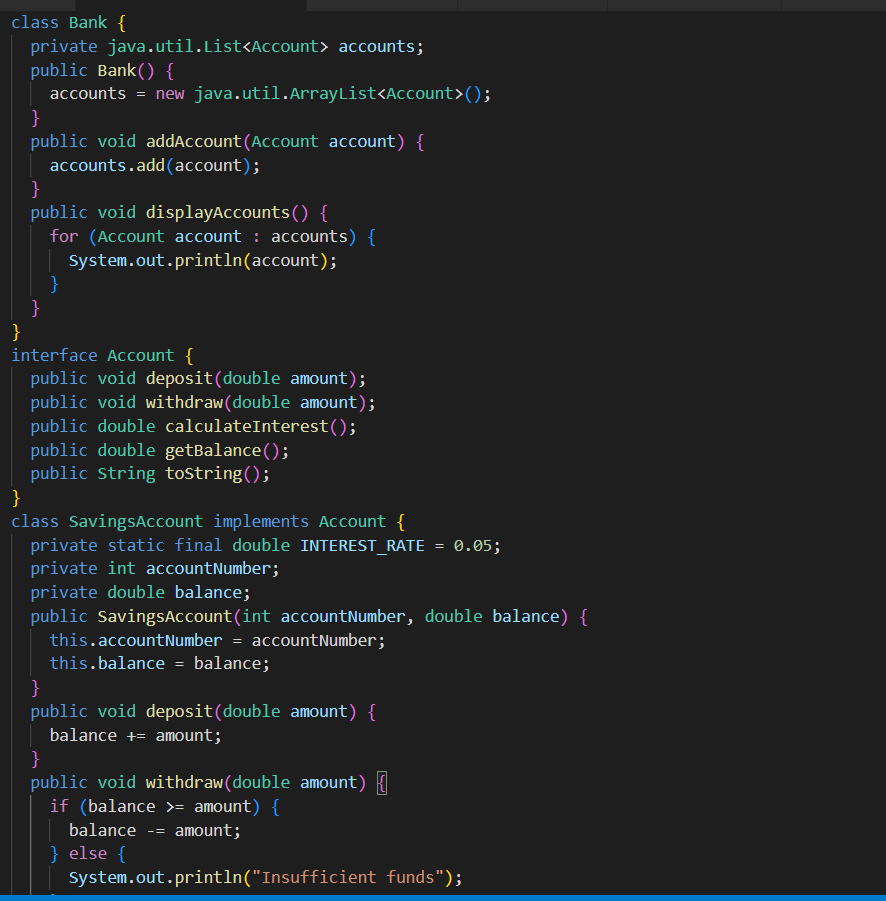 class Bank {
  private java.util.List<Account> accounts;
  public Bank() {
    accounts = new java.util.ArrayList<Account>();
  }
  public void addAccount(Account account) {
    accounts.add(account);
  }
  public void displayAccounts() {
    for (Account account : accounts) {
      System.out.println(account);
    }
  }
}
interface Account {
  public void deposit(double amount);
  public void withdraw(double amount);
  public double calculateInterest();
  public double getBalance();
  public String toString();
}
class SavingsAccount implements Account {
  private static final double INTEREST_RATE = 0.05;
  private int accountNumber;
  private double balance;
  public SavingsAccount(int accountNumber, double balance) {
    this.accountNumber = accountNumber;
    this.balance = balance;
  }
  public void deposit(double amount) {
    balance += amount;
  }
  public void withdraw(double amount) {
    if (balance >= amount) {
      balance -= amount;
    } else {
      System.out.println("Insufficient funds");